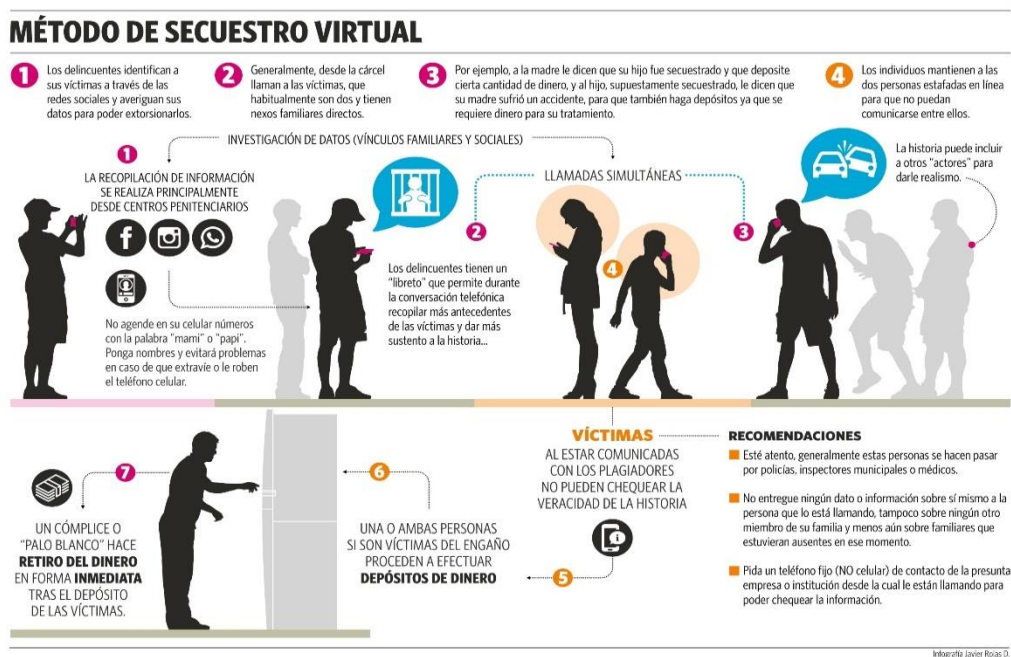 MÉTODO DE SECUESTRO VIRTUAL
1
Los delincuentes identifican a
sus víctimas a través de las
redes sociales y averiguan sus
datos para poder extorsionarlos.
2
Generalmente, desde la cárcel
llaman a las víctimas, que
habitualmente son dos y tienen
nexos familiares directos.
3
Por ejemplo, a la madre le dicen que su hijo fue secuestrado y que deposite
cierta cantidad de dinero, y al hijo, supuestamente secuestrado, le dicen que
su madre sufrió un accidente, para que también haga depósitos ya que se
requiere dinero para su tratamiento.
4
Los individuos mantienen a las
dos personas estafadas en línea
para que no puedan
comunicarse entre ellos.
INVESTIGACIÓN DE DATOS (VÍNCULOS FAMILIARES Y SOCIALES)
1
LA RECOPILACIÓN DE INFORMACIÓN
SE REALIZA PRINCIPALMENTE
DESDE CENTROS PENITENCIARIOS
No agende en su celular números
con la palabra "mami" o "papi".
Ponga nombres y evitará problemas
en caso de que extravíe o le roben
el teléfono celular.
2
Los delincuentes tienen un
"libreto" que permite durante
la conversación telefónica
recopilar más antecedentes
de las víctimas y dar más
sustento a la historia...
LLAMADAS SIMULTÁNEAS
4
3
La historia puede incluir
a otros "actores" para
darle realismo.
VÍCTIMAS
AL ESTAR COMUNICADAS
CON LOS PLAGIADORES
NO PUEDEN CHEQUEAR LA
VERACIDAD DE LA HISTORIA
5
6
UNA O AMBAS PERSONAS
SI SON VÍCTIMAS DEL ENGAÑO
PROCEDEN A EFECTUAR
DEPÓSITOS DE DINERO
7
UN CÓMPLICE O
"PALO BLANCO" HACE
RETIRO DEL DINERO
EN FORMA INMEDIATA
TRAS EL DEPÓSITO
DE LAS VÍCTIMAS.
RECOMENDACIONES
Esté atento, generalmente estas personas se hacen pasar
por policías, inspectores municipales o médicos.
No entregue ningún dato o información sobre sí mismo a la
persona que lo está llamando, tampoco sobre ningún otro
miembro de su familia y menos aún sobre familiares que
estuvieran ausentes en ese momento.
Pida un teléfono fijo (NO celular) de contacto de la presunta
empresa o institución desde la cual le están llamando para
poder chequear la información.
Infografía Javier Rojas D.